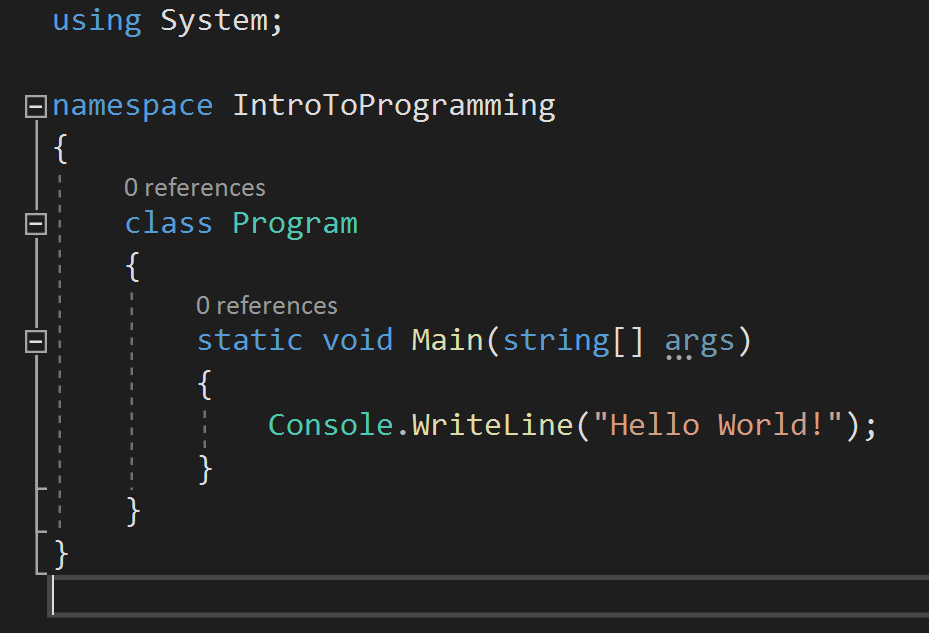 using System;
namespace IntroToProgramming
{
0 references
class Program
{
0 references
static void Main(string[] args)
{
Console.WriteLine("Hello World!");
}
}
}